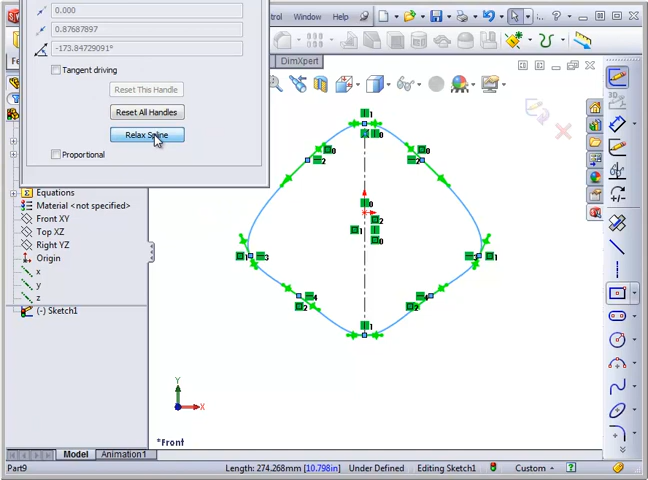 Window
Help
0.000
0.87687897
-173.84729091°
Tangent driving
Reset This Handle
Reset All Handles
Relax Spline
Proportional
DimXpert
Equations
Material <not specified>
Front XY
Top XZ
Right YZ
Origin
x
y
z
(-) Sketch1
Y
X
*Front
Model
Animation1
Part9
Length: 274.268mm [10.798in]
Under Defined
Editing Sketch1
Custom